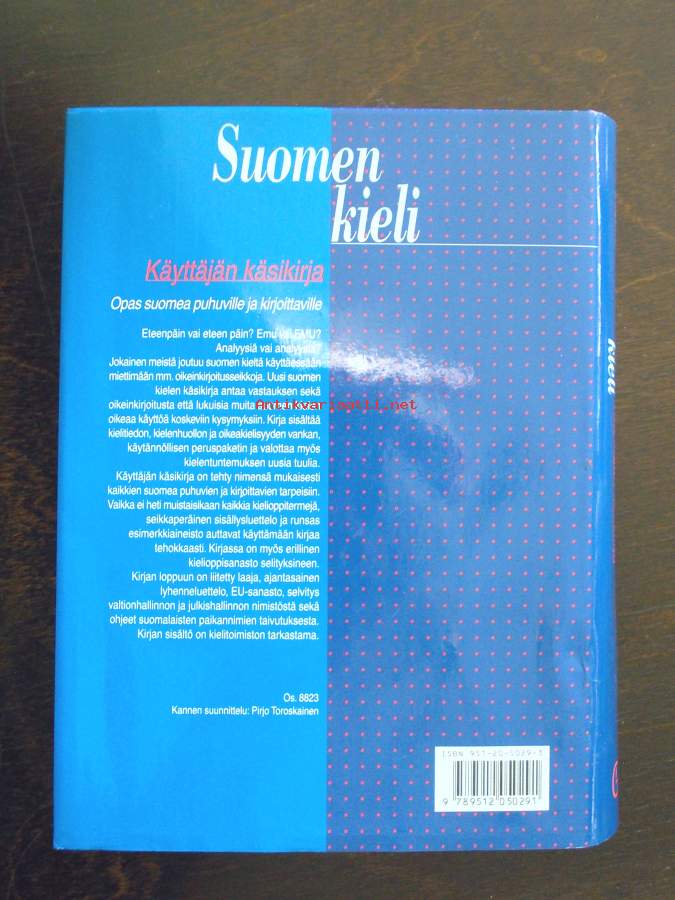 Suomen
kieli
Käyttäjän käsikirja
Opas suomea puhuville ja kirjoittaville
Eteenpäin vai eteen päin? Emu vai EMU?
Analyysiä vai analyysia?
Jokainen meistä joutuu suomen kieltä käyttäessään
miettimään mm. oikeinkirjoitusseikkoja. Uusi suomen
kielen käsikirja antaa vastauksen sekä
oikeinkirjoitusta että lukuisia muita
oikeaa käyttöä koskeviin kysymyksiin. Kirja sisältää
kielitiedon, kielenhuollon ja oikeakielisyyden vankan,
käytännöllisen peruspaketin ja valottaa myös
kielentuntemuksen uusia tuulia.
Käyttäjän käsikirja on tehty nimensä mukaisesti
kaikkien suomea puhuvien ja kirjoittavien tarpeisiin.
Vaikka ei heti muistaisikaan kaikkia kielioppitermejä,
seikkaperäinen sisällysluettelo ja runsas
esimerkkiaineisto auttavat käyttämään kirjaa
tehokkaasti. Kirjassa on myös erillinen
kielioppisanasto selityksineen.
Kirjan loppuun on liitetty laaja, ajantasainen
lyhenneluettelo, EU-sanasto, selvitys
valtionhallinnon ja julkishallinnon nimistöstä sekä
ohjeet suomalaisten paikannimien taivutuksesta.
Kirjan sisältö on kielitoimiston tarkastama.
Os. 8823
Kannen suunnittelu: Pirjo Toroskainen
ISBN 951-20-5029-3
9 789512 050291
kieli
Antikvariaatti.net